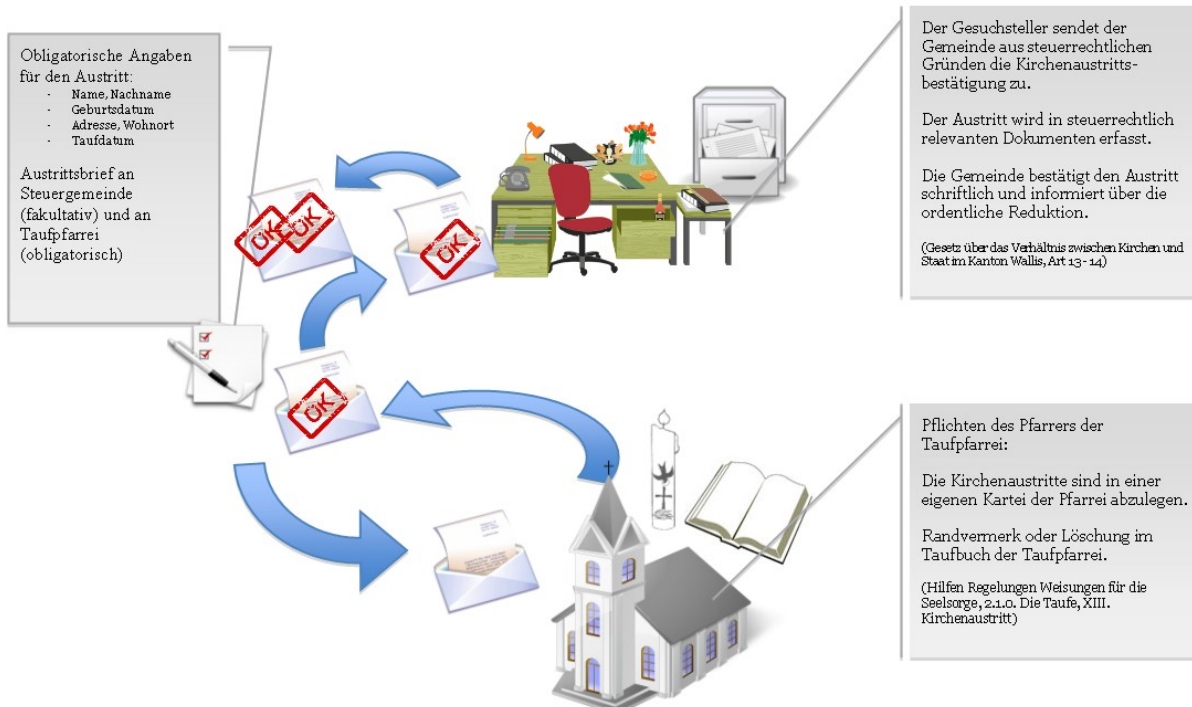 Obligatorische Angaben
für den Austritt:
- Name, Nachname
- Geburtsdatum
- Adresse, Wohnort
- Taufdatum
Austrittsbrief an
Steuergemeinde
(fakultativ) und an
Taufpfarrei
(obligatorisch)
OK
OK
OK
OK
Der Gesuchsteller sendet der
Gemeinde aus steuerrechtlichen
Gründen die Kirchenaustritts-
bestätigung zu.
Der Austritt wird in steuerrechtlich
relevanten Dokumenten erfasst.
Die Gemeinde bestätigt den Austritt
schriftlich und informiert über die
ordentliche Reduktion.
(Gesetz über das Verhältnis zwischen Kirchen und
Staat im Kanton Wallis, Art 13 - 14)
Pflichten des Pfarrers der
Taufpfarrei:
Die Kirchenaustritte sind in einer
eigenen Kartei der Pfarrei abzulegen.
Randvermerk oder Löschung im
Taufbuch der Taufpfarrei.
(Hilfen Regelungen Weisungen für die
Seelsorge, 2.1.0. Die Taufe, XIII.
Kirchenaustritt)